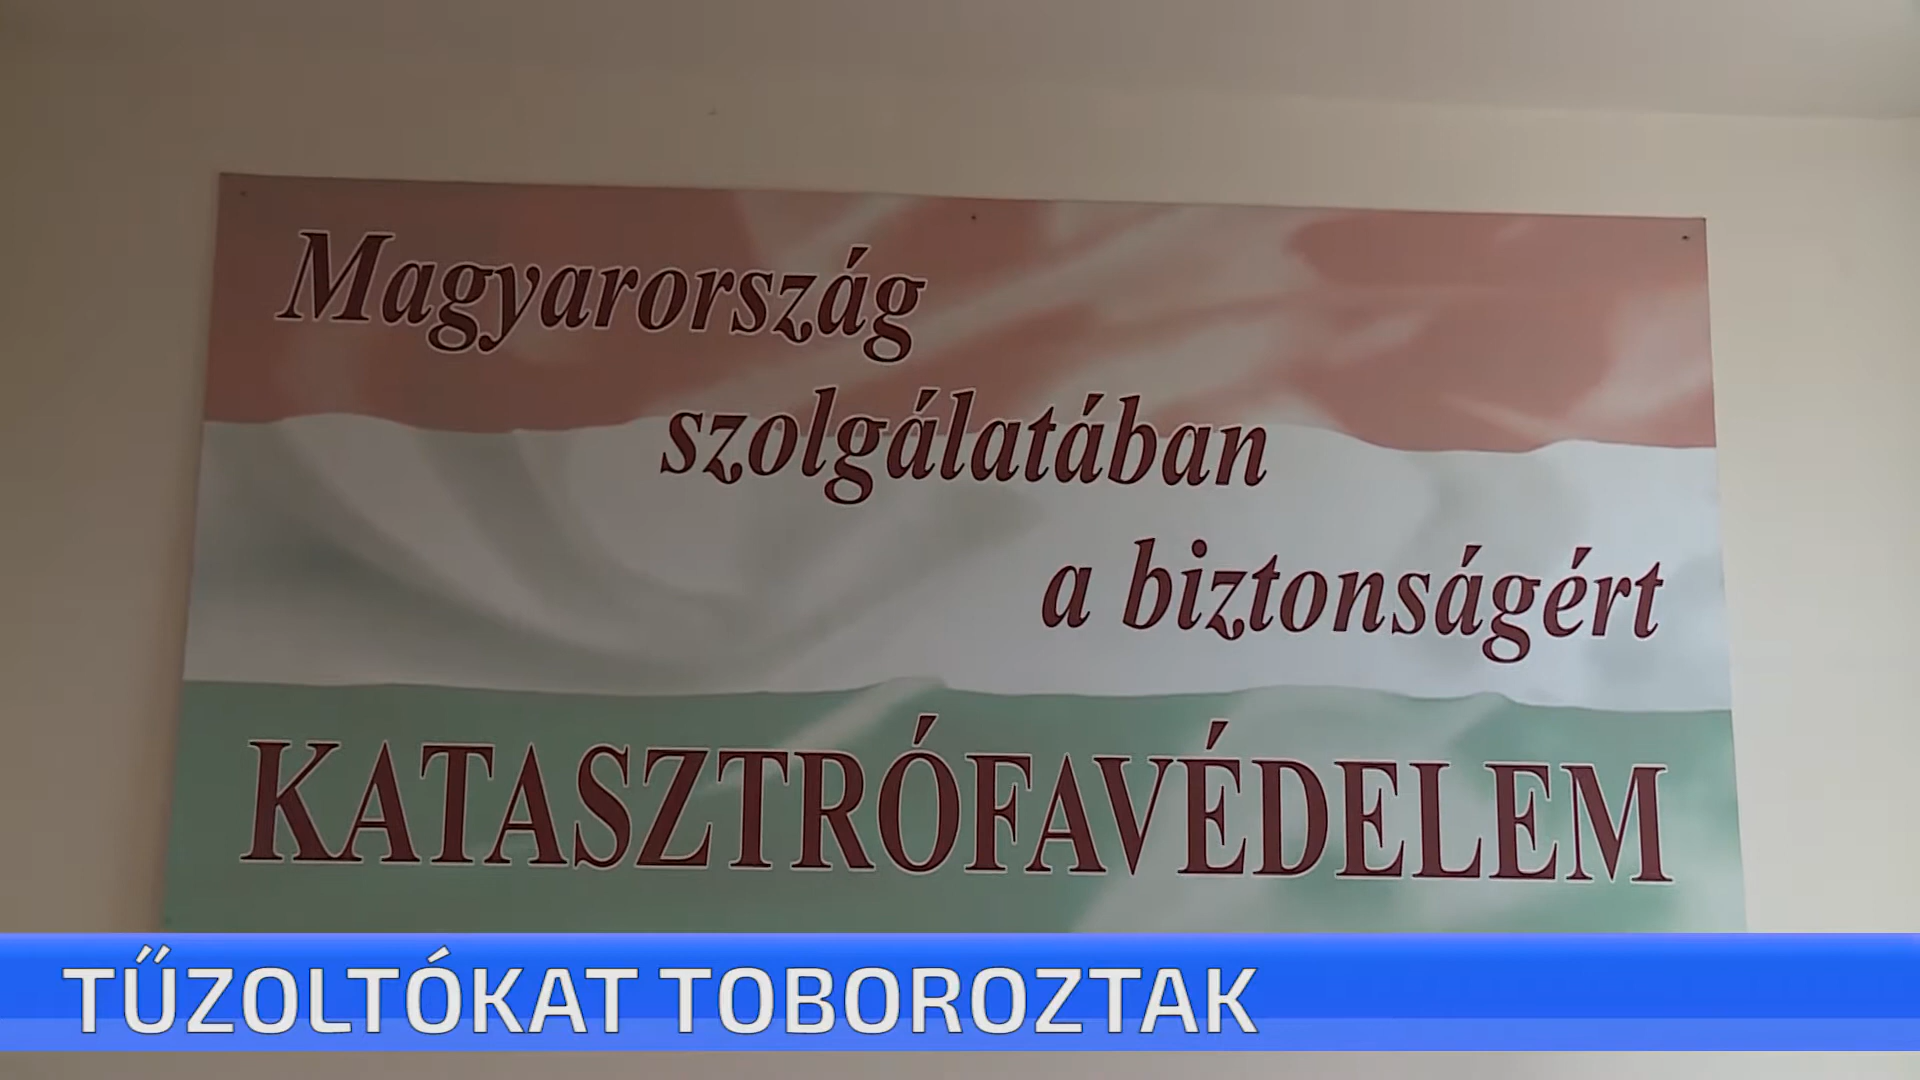 Magyarország
szolgálatában
a biztonságért
KATASZTRÓFAVÉDELEM
TŰZOLTÓKAT TOBOROZTAK